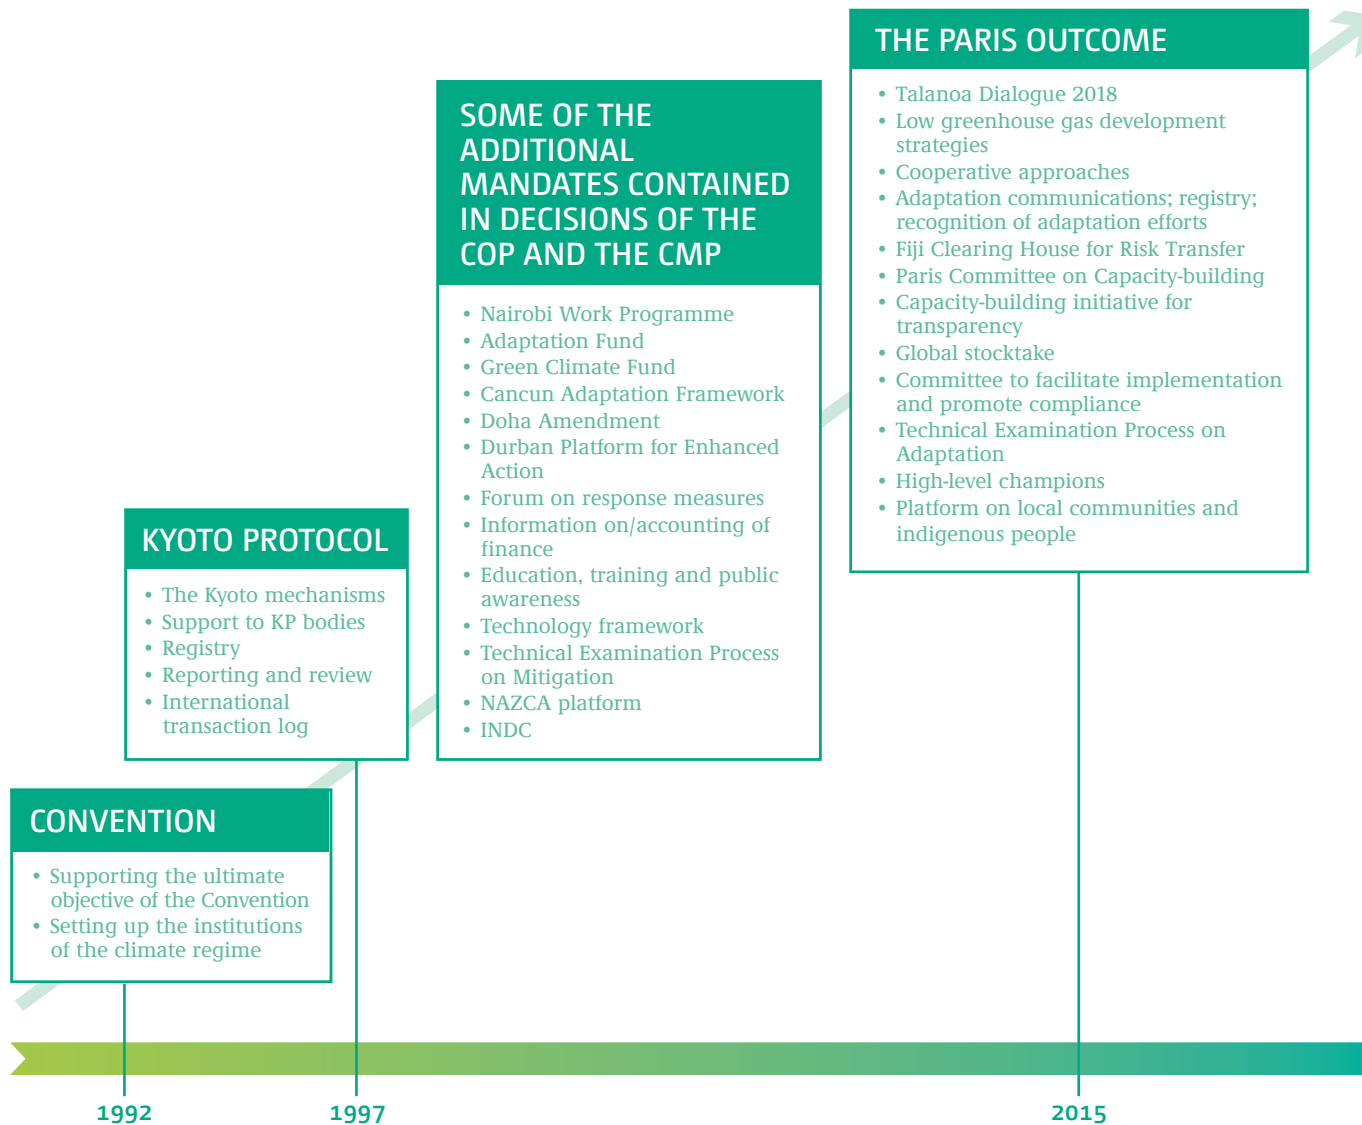 THE PARIS OUTCOME
• Talanoa Dialogue 2018
• Low greenhouse gas development
strategies
• Cooperative approaches
• Adaptation communications; registry;
recognition of adaptation efforts
• Fiji Clearing House for Risk Transfer
• Paris Committee on Capacity-building
• Capacity-building initiative for
transparency
• Global stocktake
• Committee to facilitate implementation
and promote compliance
• Technical Examination Process on
Adaptation
• High-level champions
• Platform on local communities and
indigenous people
SOME OF THE
ADDITIONAL
MANDATES CONTAINED
IN DECISIONS OF THE
COP AND THE CMP
• Nairobi Work Programme
• Adaptation Fund
• Green Climate Fund
• Cancun Adaptation Framework
• Doha Amendment
• Durban Platform for Enhanced
Action
• Forum on response measures
• Information on/accounting of
finance
• Education, training and public
awareness
• Technology framework
• Technical Examination Process
on Mitigation
• NAZCA platform
• INDC
KYOTO PROTOCOL
• The Kyoto mechanisms
• Support to KP bodies
• Registry
• Reporting and review
• International
transaction log
CONVENTION
• Supporting the ultimate
objective of the Convention
• Setting up the institutions
of the climate regime
1992
1997
2015